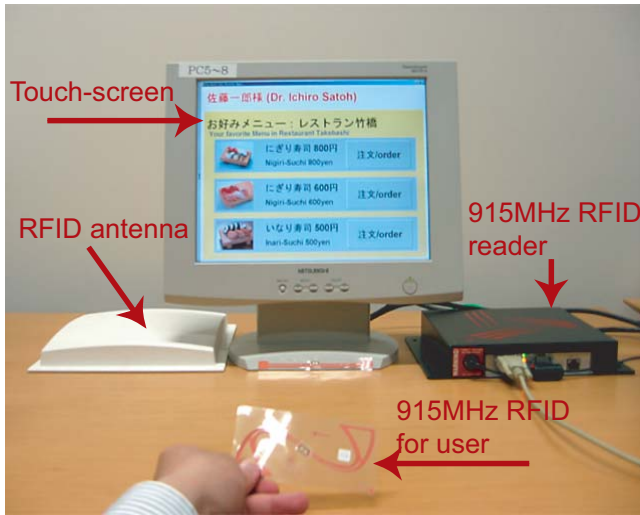 PC5~8
Touch-screen
佐藤一郎様 (Dr. Ichiro Satoh)
お好みメニュー：レストラン竹橋
Your favorite Menu in Restaurant Takebashi
にぎり寿司 800円
Nigiri-Suchi 800yen
注文/order
にぎり寿司 600円
Nigiri-Suchi 600yen
注文/order
いなり寿司 500円
Inari-Suchi 500yen
注文/order
RFID antenna
915MHz RFID
reader
MITSUBISHI
915MHz RFID
for user